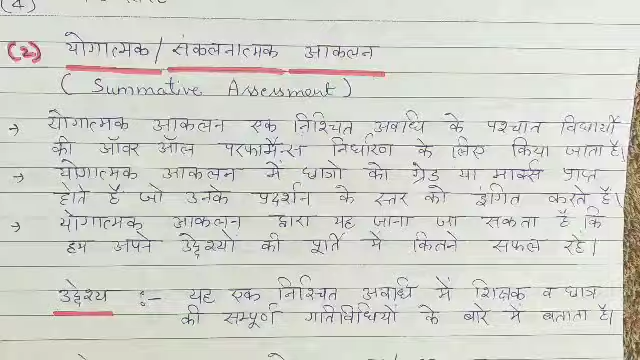 (4)
(2) योगात्मक / संकलनात्मक आकलन
( Summative Assessment )
→ योगात्मक आकलन एक निश्चित अवधि के पश्चात विद्यार्थी
की ऑवर ऑल परफार्मेन्स निर्धारण के लिए किया जाता है।
→ योगात्मक आकलन में छात्रो को ग्रेड या मार्क्स प्राप्त
होते है जो उनके प्रदर्शन के स्तर को इंगित करते है।
→ योगात्मक आकलन द्वारा यह जाना जा सकता है कि
हम अपने उद्देश्यों की पूर्ति में कितने सफल रहे।
उद्देश्य :- यह एक निश्चित अवधि में शिक्षक व छात्र
की सम्पूर्ण गतिविधियों के बारे में बताता है।